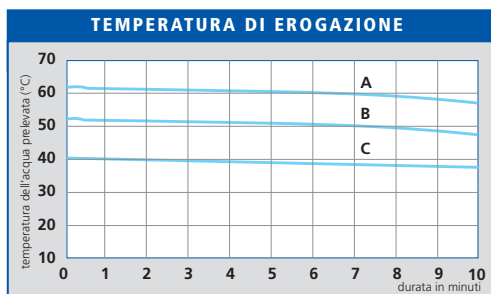 TEMPERATURA DI EROGAZIONE
temperatura dell'acqua prelevata (°C)
70
60
50
40
30
20
10
A
B
C
0 1 2 3 4 5 6 7 8 9 10
durata in minuti